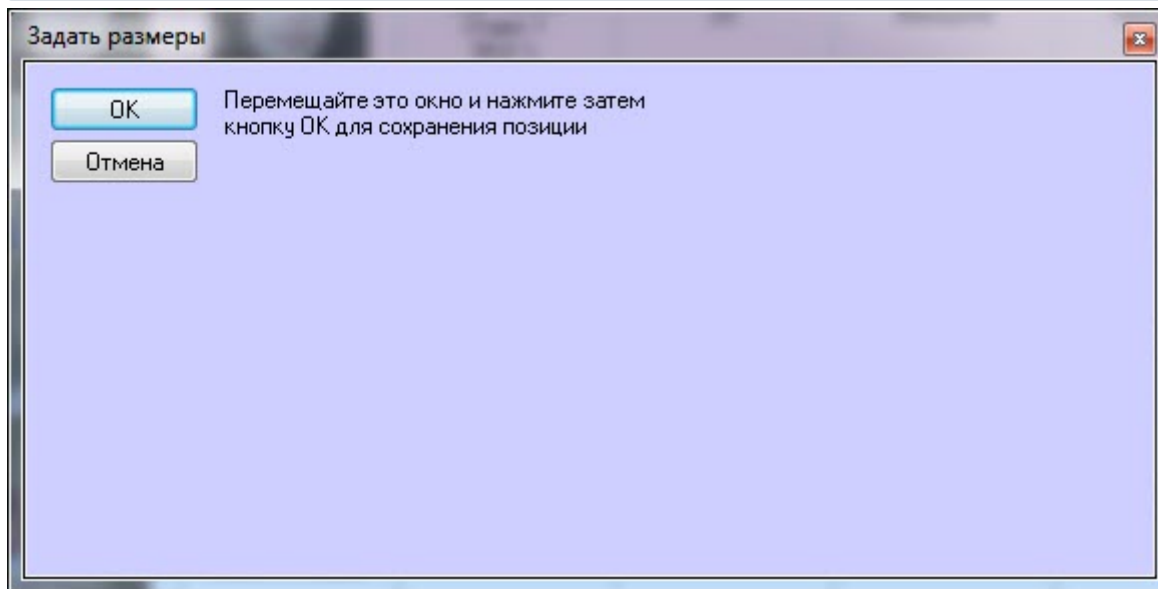 Задать размеры
OK
Перемещайте это окно и нажмите затем
кнопку OK для сохранения позиции
Отмена